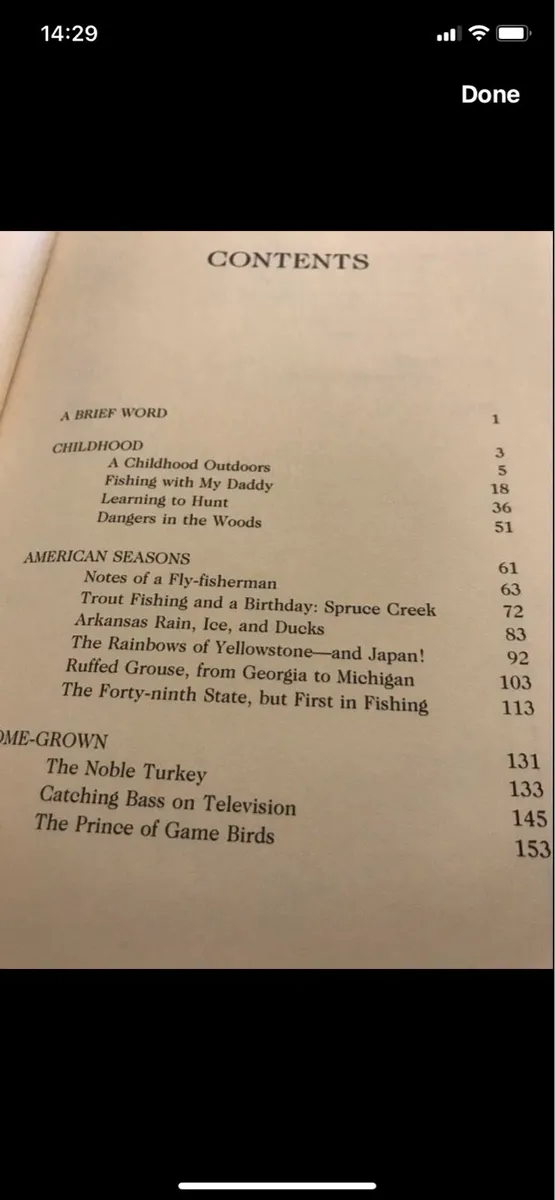 14:29
Done
CONTENTS
A BRIEF WORD 1
CHILDHOOD 3
A Childhood Outdoors 5
Fishing with My Daddy 18
Learning to Hunt 36
Dangers in the Woods 51
AMERICAN SEASONS 61
Notes of a Fly-fisherman 63
Trout Fishing and a Birthday: Spruce Creek 72
Arkansas Rain, Ice, and Ducks 83
The Rainbows of Yellowstone—and Japan! 92
Ruffed Grouse, from Georgia to Michigan 103
The Forty-ninth State, but First in Fishing 113
OME-GROWN 131
The Noble Turkey 133
Catching Bass on Television 145
The Prince of Game Birds 153